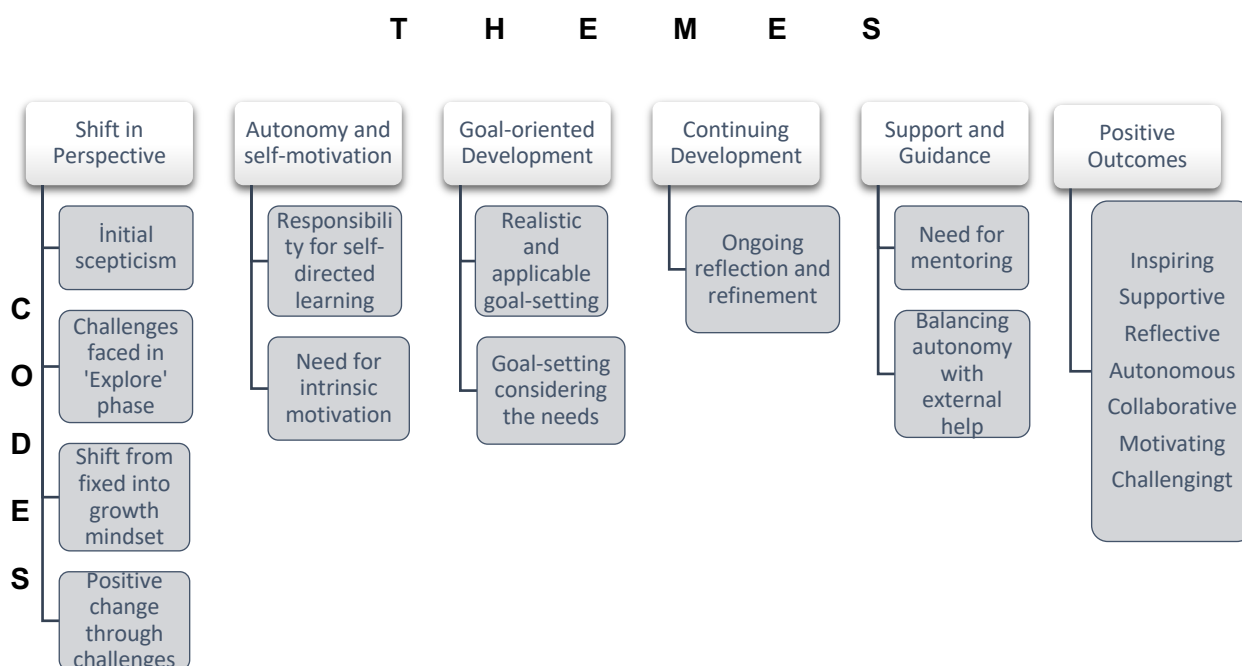 T H E M E S
Shift in
Perspective
İnitial
scepticism
Challenges
faced in
'Explore'
phase
Shift from
fixed into
growth
mindset
Positive
change
through
challenges
Autonomy and
self-motivation
Responsibili
ty for self-
directed
learning
Need for
intrinsic
motivation
Goal-oriented
Development
Realistic
and
applicable
goal-setting
Goal-setting
considering
the needs
Continuing
Development
Ongoing
reflection and
refinement
Support and
Guidance
Need for
mentoring
Balancing
autonomy
with
external
help
Positive
Outcomes
Inspiring
Supportive
Reflective
Autonomous
Collaborative
Motivating
Challengingt
C
O
D
E
S